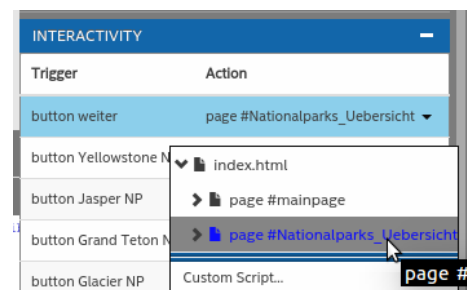 INTERACTIVITY
Trigger Action
button weiter page #Nationalparks_Uebersicht
button Yellowstone N
index.html
button Jasper NP page #mainpage
button Grand Teton N page #Nationalparks_Uebersicht
button Glacier NP Custom Script...
page #